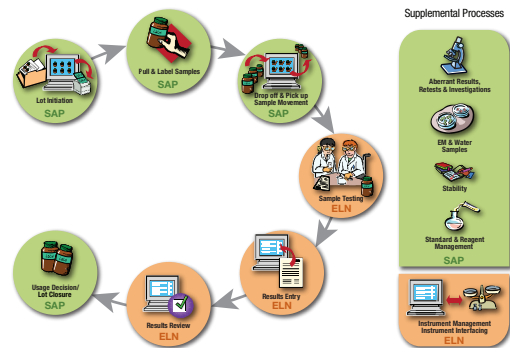 Supplemental Processes
Lot Initiation
SAP
Full & Label Samples
SAP
Drop off & Pick up
Sample Movement
SAP
Sample Testing
ELN
Results Entry
ELN
Results Review
ELN
Usage Decision/
Lot Closure
SAP
Aberrant Results,
Retests & Investigations
EM & Water
Samples
Stability
Standard & Reagent
Management
SAP
Instrument Management
Instrument Interfacing
ELN